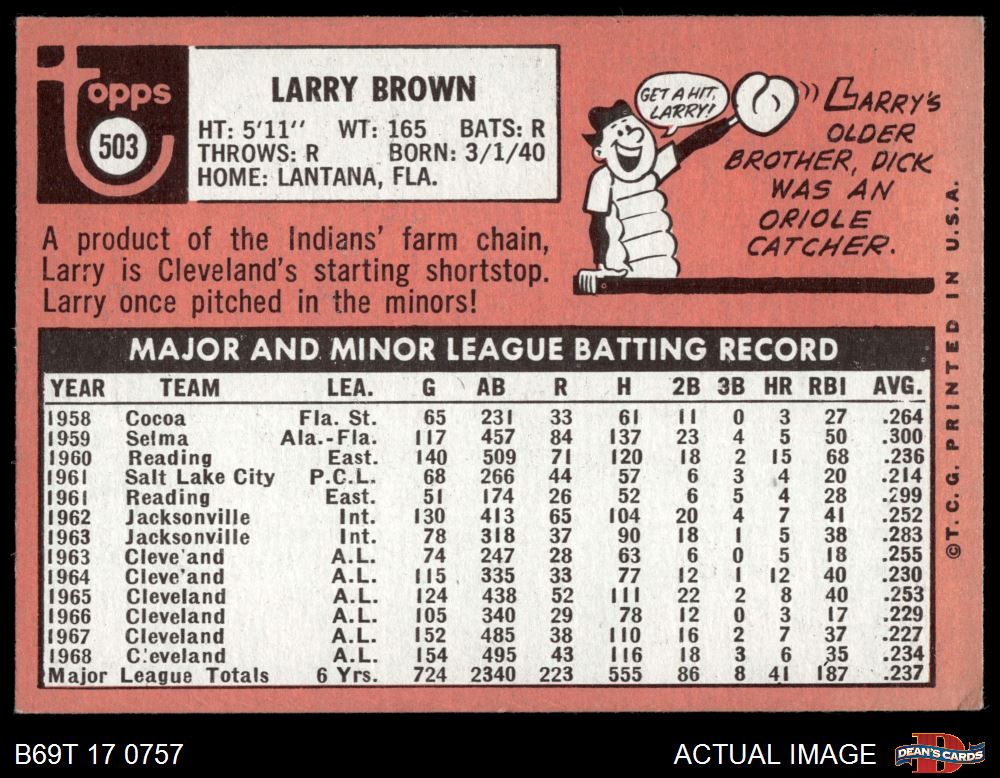 Topps
503
LARRY BROWN
HT: 5'11'' WT: 165 BATS: R
THROWS: R BORN: 3/1/40
HOME: LANTANA, FLA.
GET A HIT,
LARRY!
LARRY'S
OLDER
BROTHER, DICK
WAS AN
ORIOLE
CATCHER.
A product of the Indians' farm chain,
Larry is Cleveland's starting shortstop.
Larry once pitched in the minors!
MAJOR AND MINOR LEAGUE BATTING RECORD
YEAR TEAM LEA. G AB R H 2B 3B HR RBI AVG.
1958 Cocoa Fla. St. 65 231 33 61 11 0 3 27 .264
1959 Selma Ala.-Fla. 117 457 84 137 23 4 5 50 .300
1960 Reading East. 140 509 71 120 18 2 15 68 .236
1961 Salt Lake City P.C.L. 68 266 44 57 6 3 4 20 .214
1961 Reading East. 51 174 26 52 6 5 4 28 .299
1962 Jacksonville Int. 130 413 65 104 20 4 7 41 .252
1963 Jacksonville Int. 78 318 37 90 18 1 5 38 .283
1963 Cleve'and A.L. 74 247 28 63 6 0 5 18 .255
1964 Cleve'and A.L. 115 335 33 77 12 1 12 40 .230
1965 Cleveland A.L. 124 438 52 111 22 2 8 40 .253
1966 Cleveland A.L. 105 340 29 78 12 0 3 17 .229
1967 Cleveland A.L. 152 485 38 110 16 2 7 37 .227
1968 C:eveland A.L. 154 495 43 116 18 3 6 35 .234
Major League Totals 6 Yrs. 724 2340 223 555 86 8 41 187 .237
©T.C.G. PRINTED IN U.S.A.
B69T 17 0757
ACTUAL IMAGE
D
DEAN'S CARDS